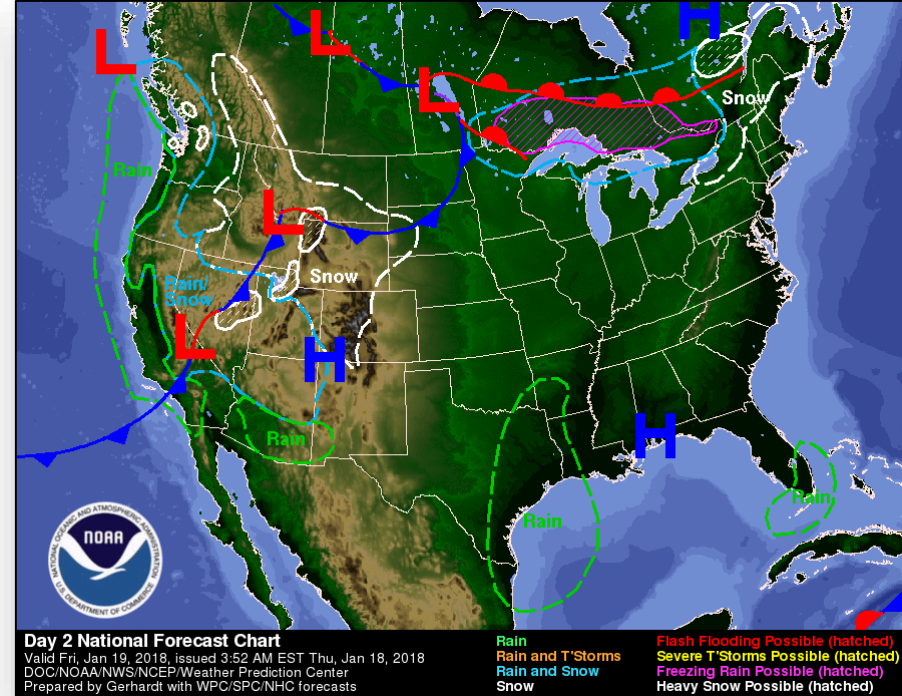 L
L
H
L
Snow
Rain
L
Rain/
Snow
Snow
L
H
H
Rain
Rain
Rain
NATIONAL OCEANIC AND ATMOSPHERIC ADMINISTRATION
NOAA
U.S. DEPARTMENT OF COMMERCE
Day 2 National Forecast Chart
Valid Fri, Jan 19, 2018, issued 3:52 AM EST Thu, Jan 18, 2018
DOC/NOAA/NWS/NCEP/Weather Prediction Center
Prepared by Gerhardt with WPC/SPC/NHC forecasts
Rain
Rain and T'Storms
Rain and Snow
Snow
Flash Flooding Possible (hatched)
Severe T'Storms Possible (hatched)
Freezing Rain Possible (hatched)
Heavy Snow Possible (hatched)